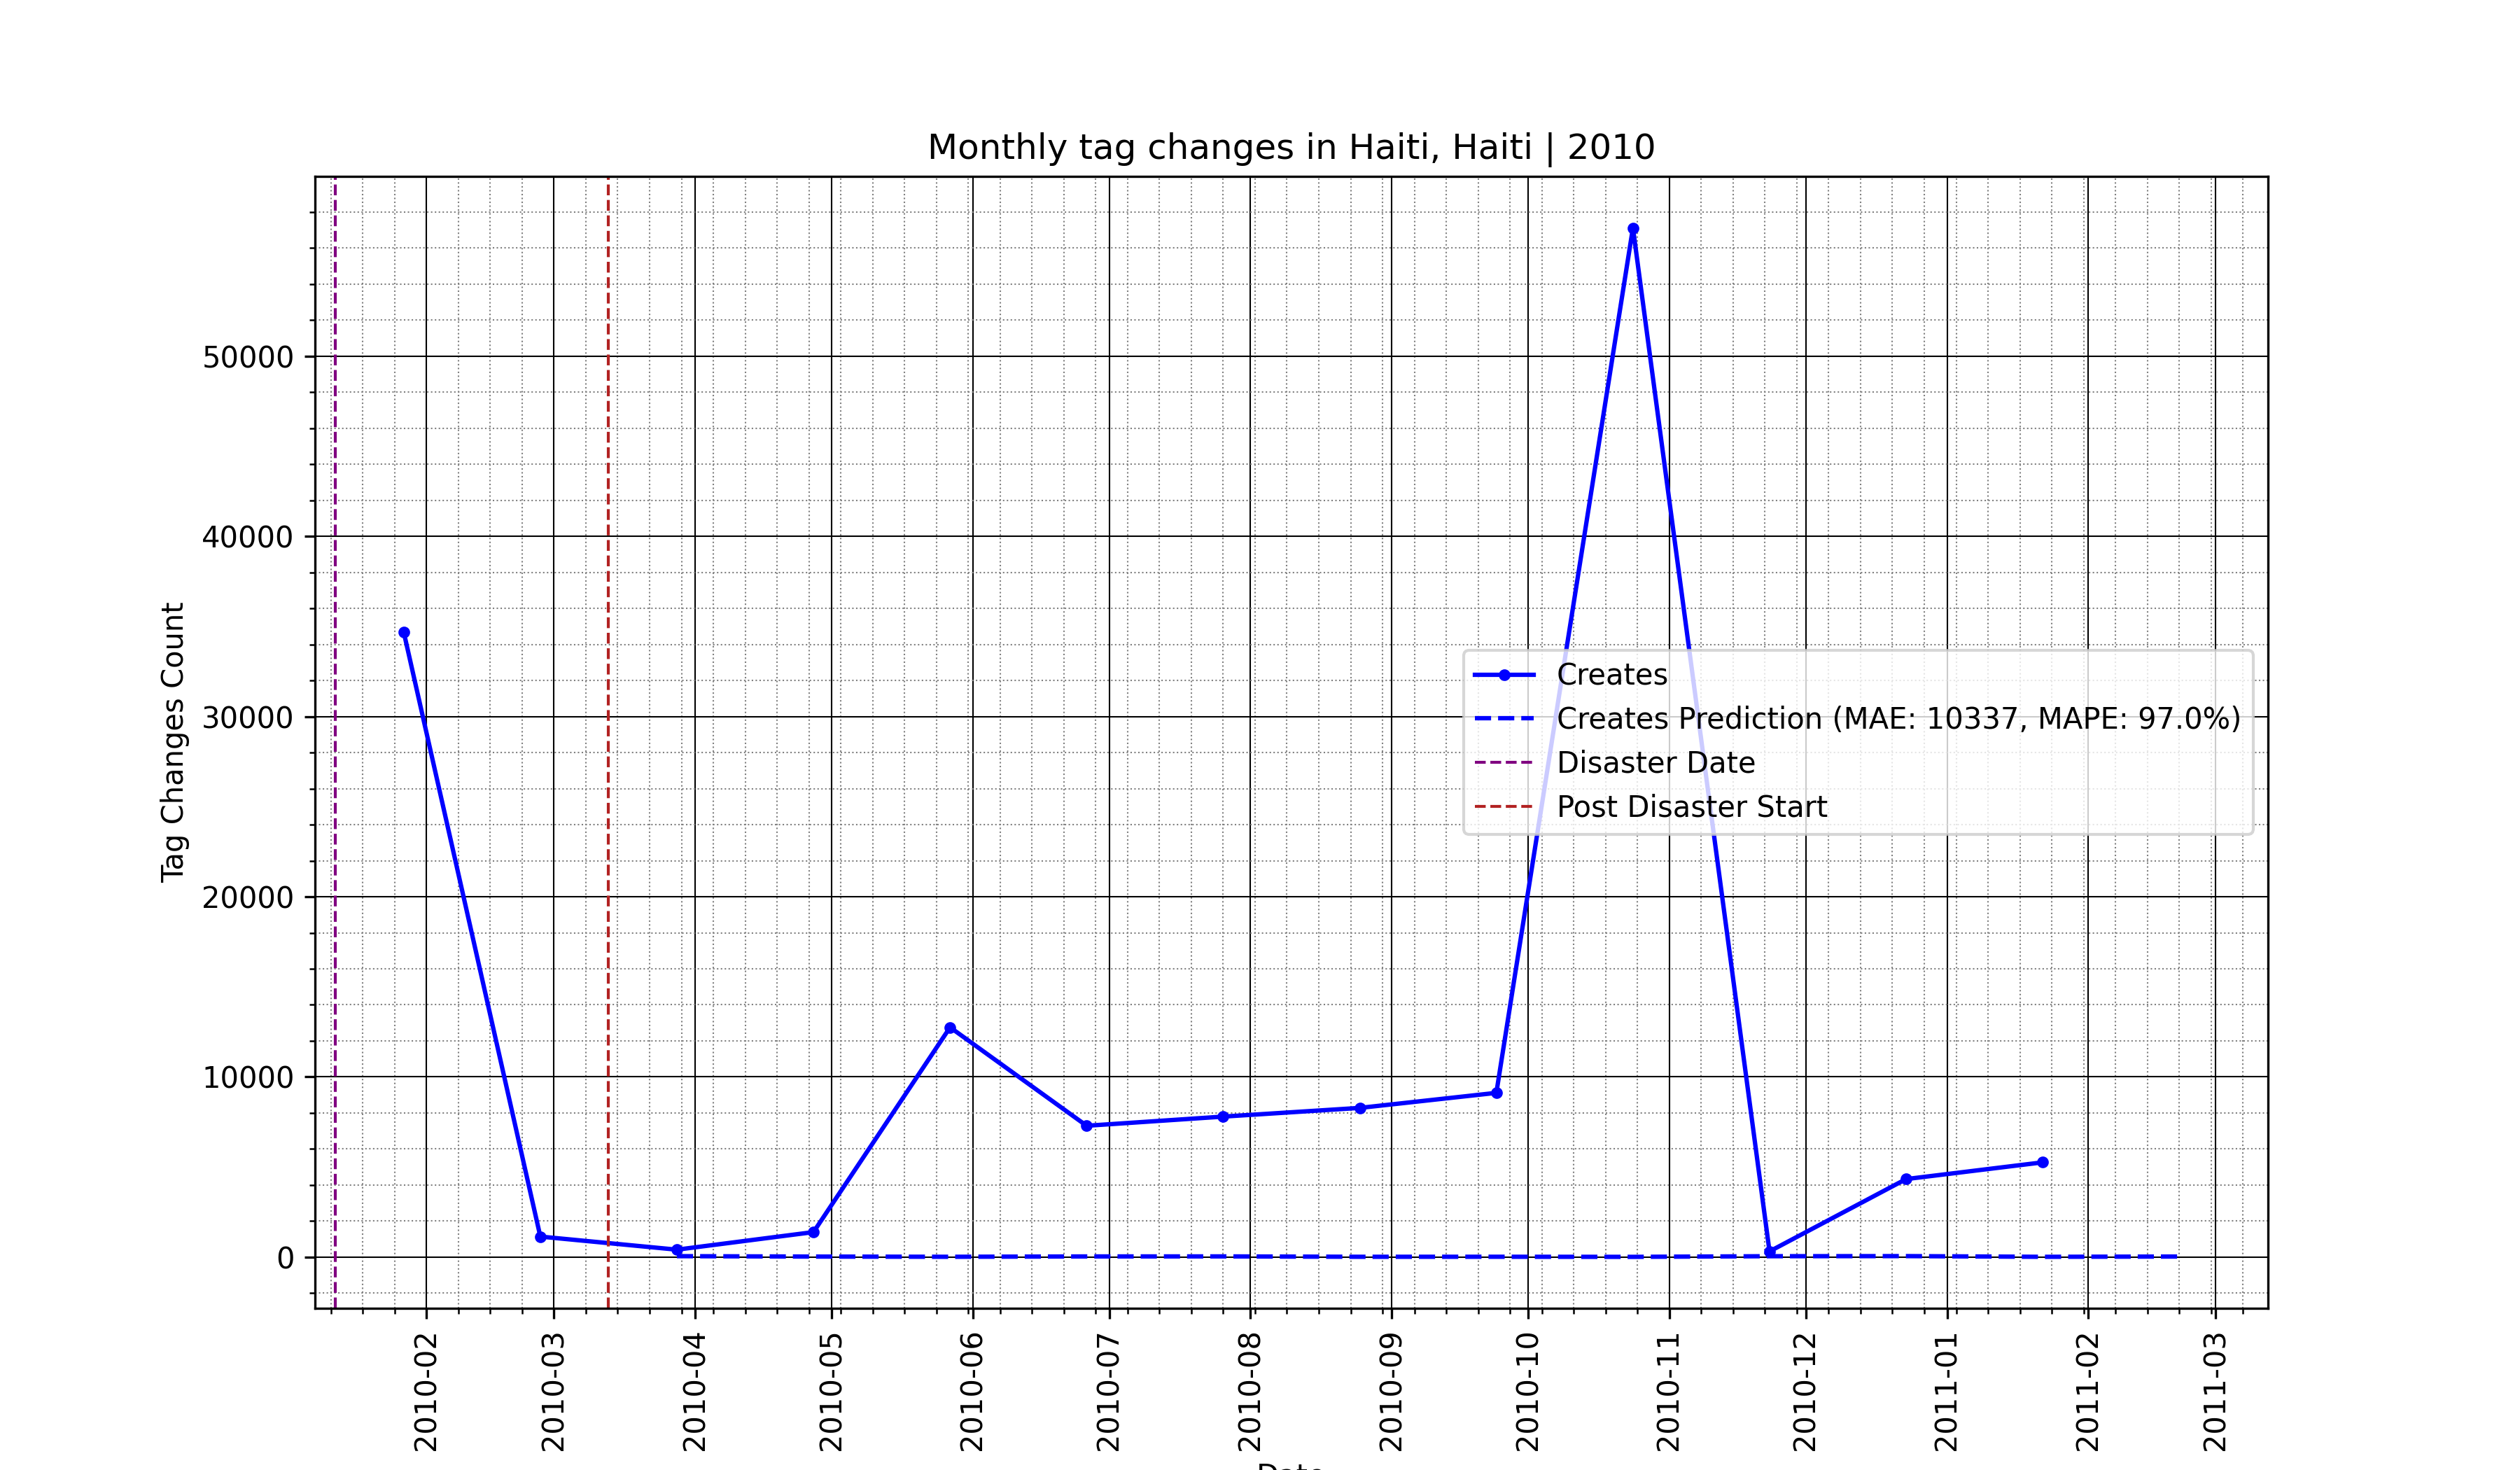 Monthly tag changes in Haiti, Haiti | 2010
Tag Changes Count
50000
40000
30000
20000
10000
0
Creates
Creates Prediction (MAE: 10337, MAPE: 97.0%)
Disaster Date
Post Disaster Start
2010-02
2010-03
2010-04
2010-05
2010-06
2010-07
2010-08
2010-09
2010-10
2010-11
2010-12
2011-01
2011-02
2011-03
Date